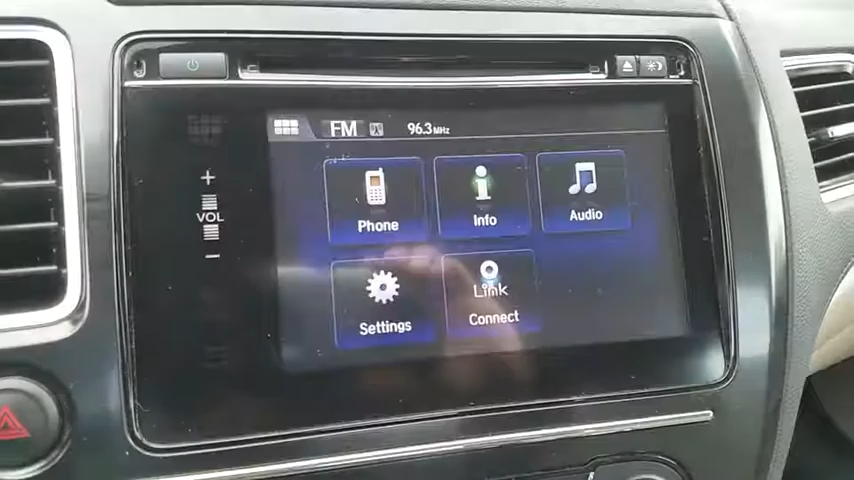 FM 96.3 MHz
+
VOL
−
Phone
Info
Audio
Settings
Link
Connect